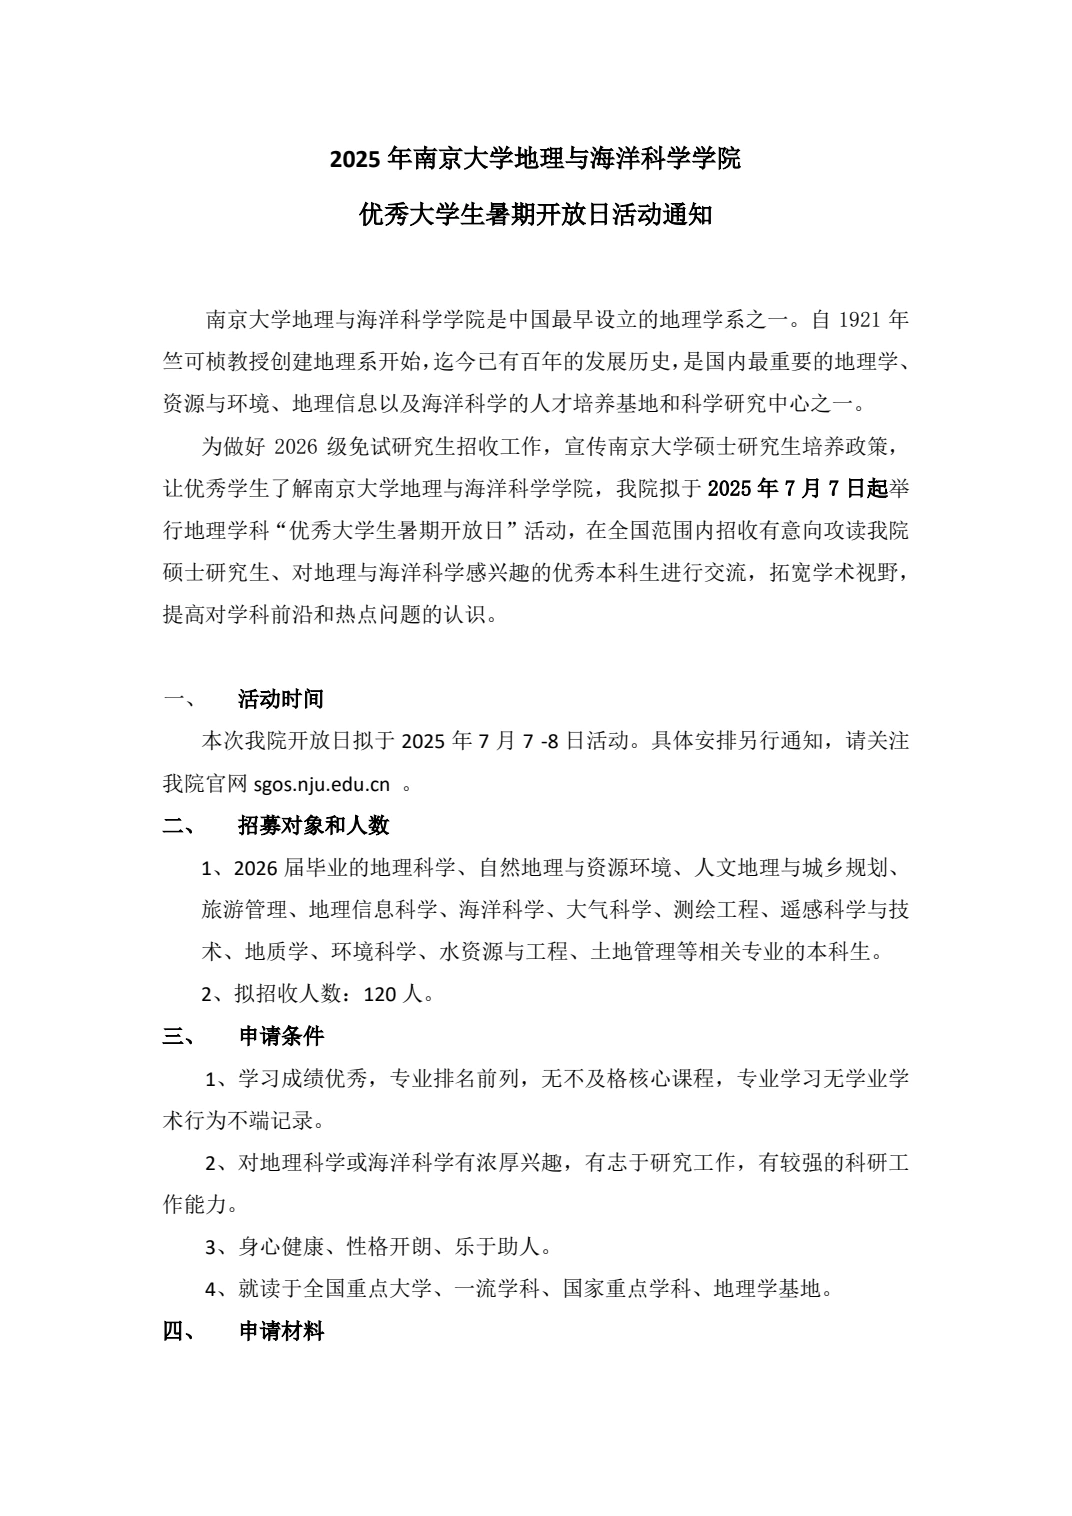 2025 年南京大学地理与海洋科学学院
优秀大学生暑期开放日活动通知
南京大学地理与海洋科学学院是中国最早设立的地理学系之一。自 1921 年
竺可桢教授创建地理系开始，迄今已有百年的发展历史，是国内最重要的地理学、
资源与环境、地理信息以及海洋科学的人才培养基地和科学研究中心之一。
为做好 2026 级免试研究生招收工作，宣传南京大学硕士研究生培养政策，
让优秀学生了解南京大学地理与海洋科学学院，我院拟于 2025 年 7 月 7 日起举
行地理学科“优秀大学生暑期开放日”活动，在全国范围内招收有意向攻读我院
硕士研究生、对地理与海洋科学感兴趣的优秀本科生进行交流，拓宽学术视野，
提高对学科前沿和热点问题的认识。
一、 活动时间
本次我院开放日拟于 2025 年 7 月 7 -8 日活动。具体安排另行通知，请关注
我院官网 sgos.nju.edu.cn 。
二、 招募对象和人数
1、2026 届毕业的地理科学、自然地理与资源环境、人文地理与城乡规划、
旅游管理、地理信息科学、海洋科学、大气科学、测绘工程、遥感科学与技
术、地质学、环境科学、水资源与工程、土地管理等相关专业的本科生。
2、拟招收人数：120 人。
三、 申请条件
1、学习成绩优秀，专业排名前列，无不及格核心课程，专业学习无学业学
术行为不端记录。
2、对地理科学或海洋科学有浓厚兴趣，有志于研究工作，有较强的科研工
作能力。
3、身心健康、性格开朗、乐于助人。
4、就读于全国重点大学、一流学科、国家重点学科、地理学基地。
四、 申请材料